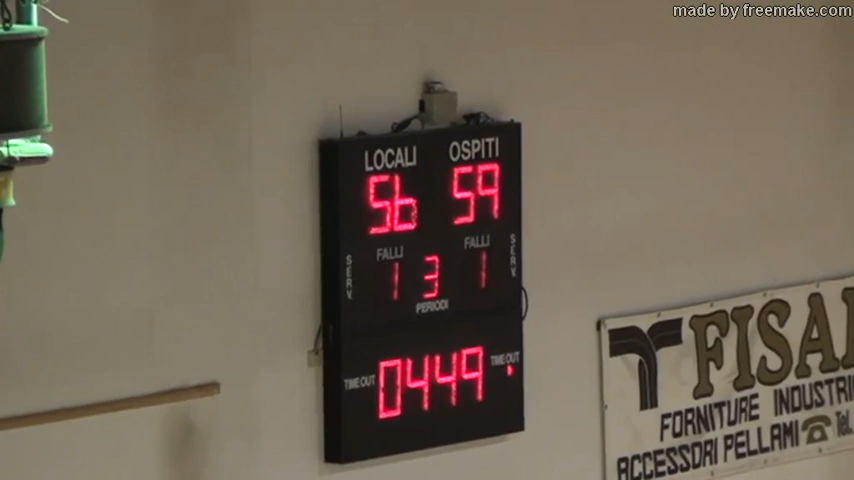 made by freemake.com
LOCALI OSPITI
56 59
FALLI FALLI
SERV. 1 3 1 SERV.
PERIODI
TIME OUT 0449 TIME OUT
FISA
FORNITURE INDUSTRI
ACCESSORI PELLAMI Tel.